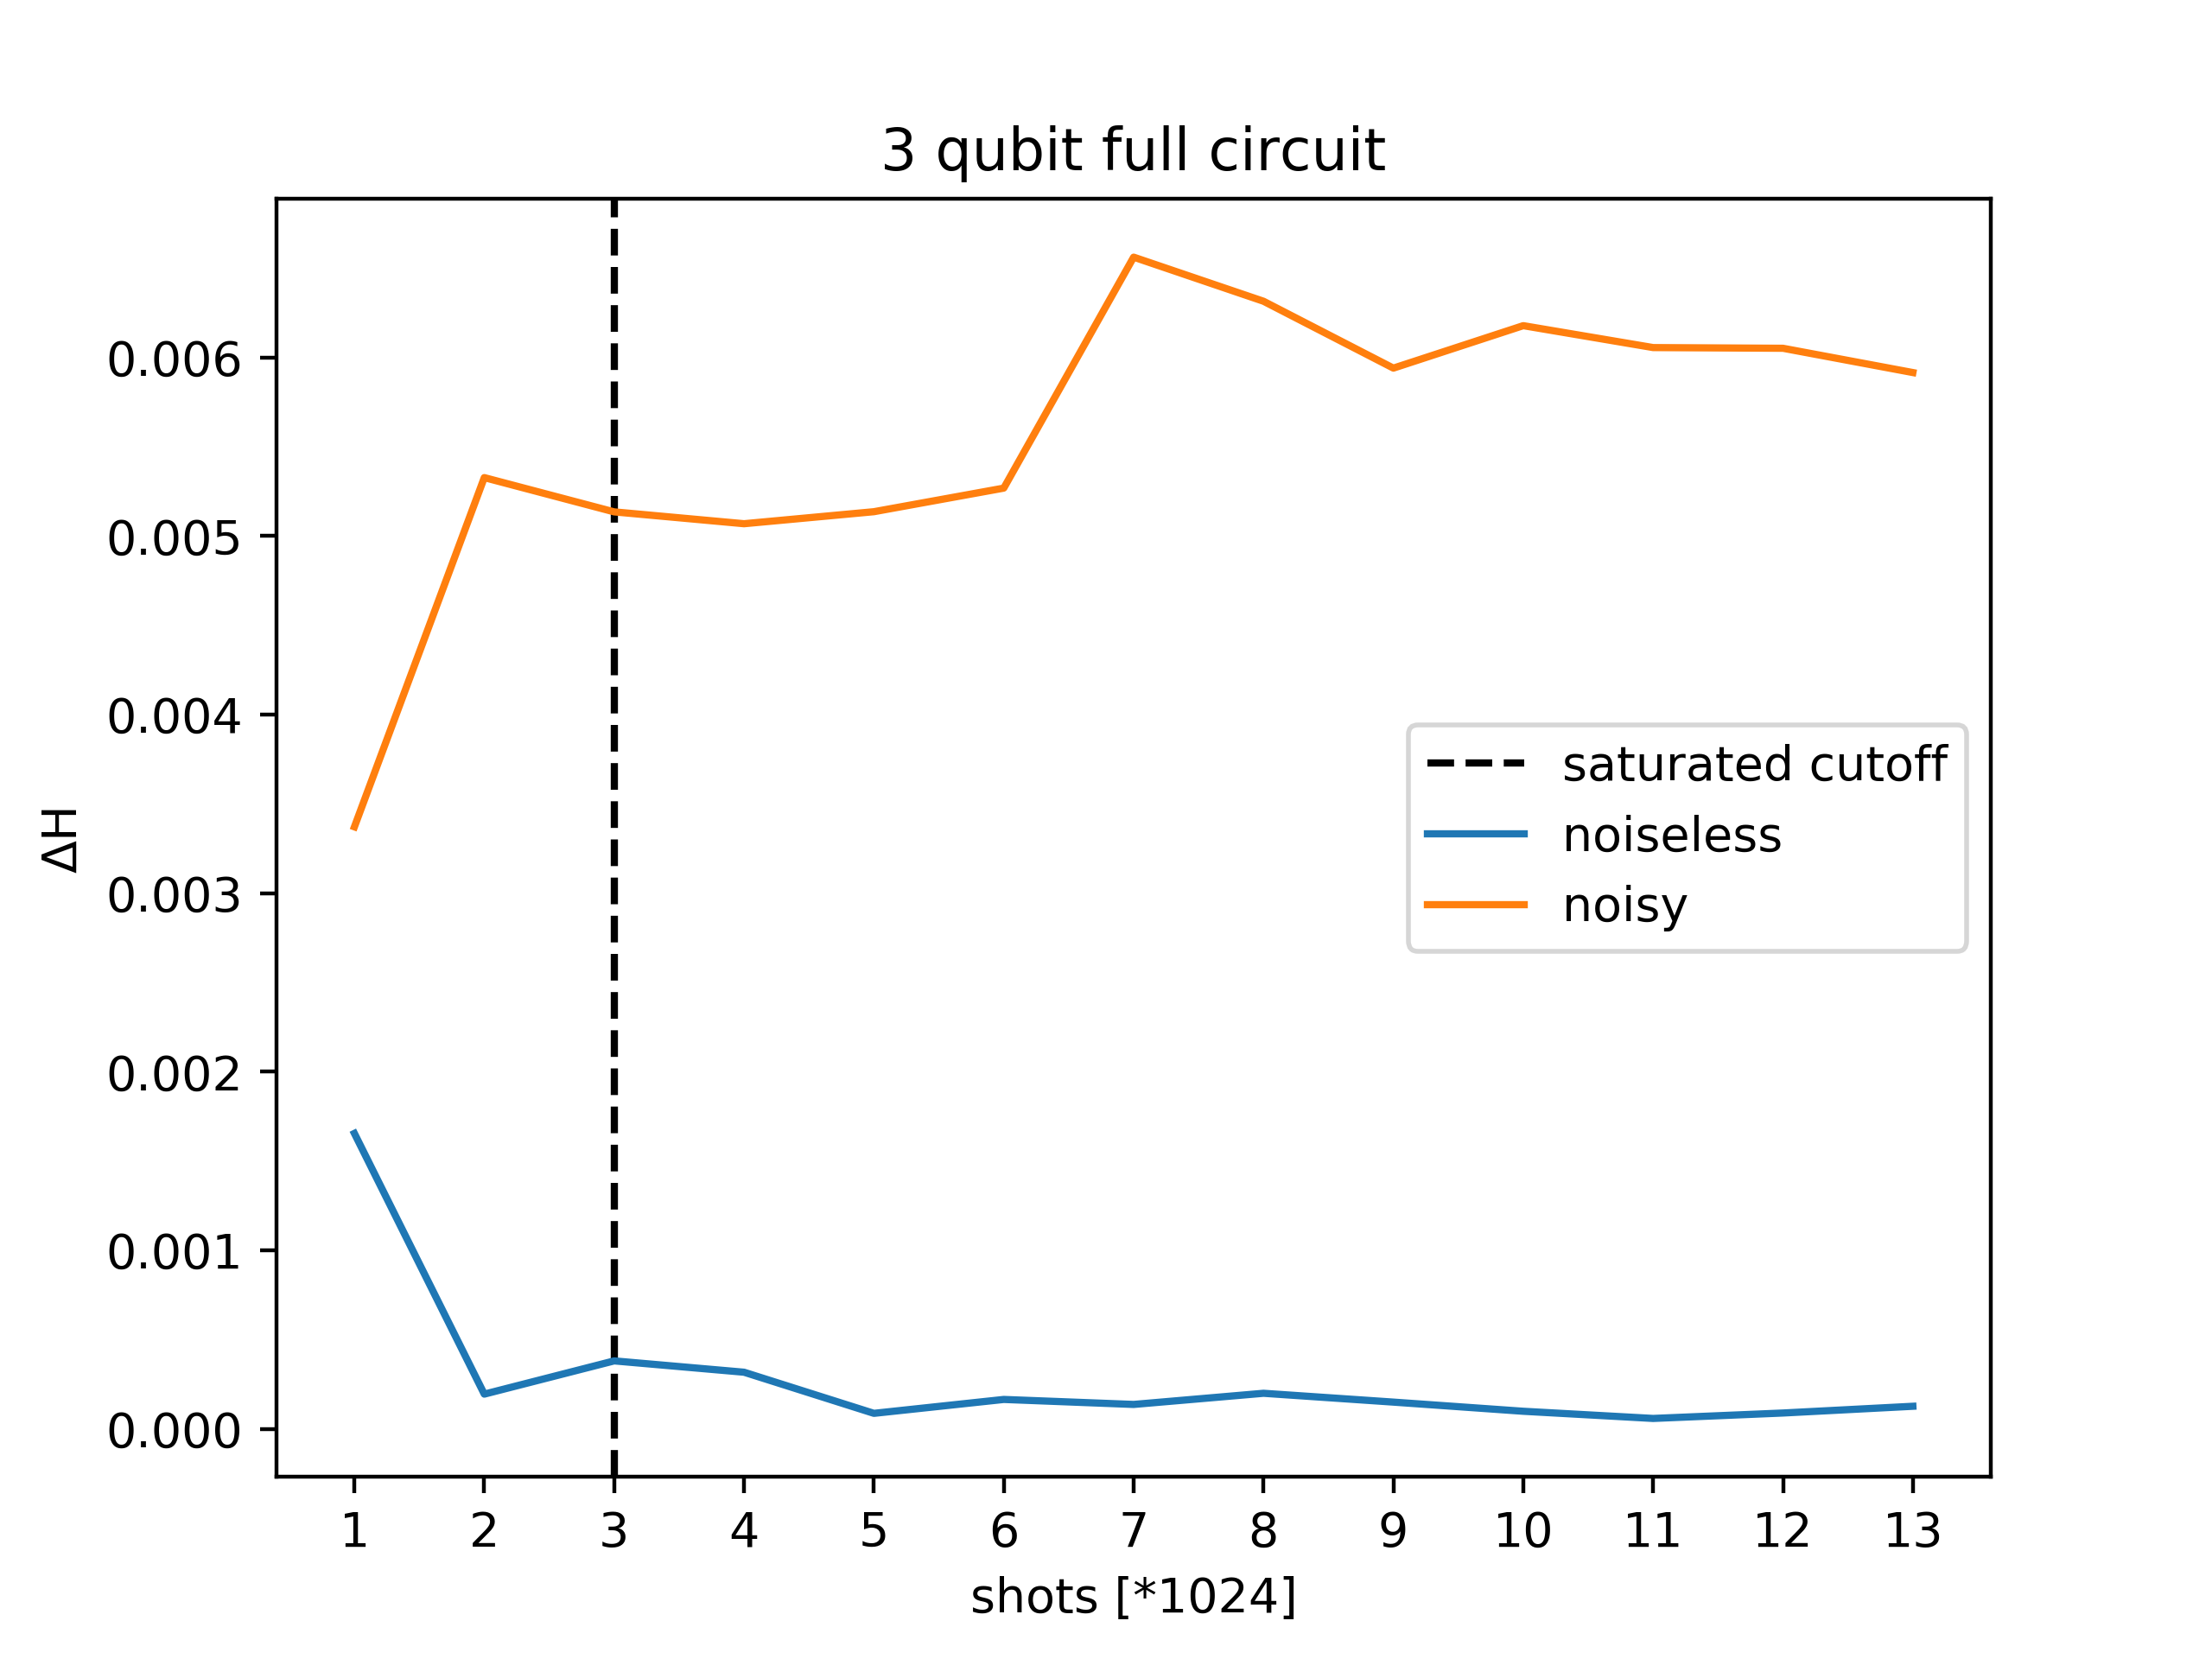 3 qubit full circuit
0.006
0.005
0.004
0.003
0.002
0.001
0.000
ΔH
saturated cutoff
noiseless
noisy
1 2 3 4 5 6 7 8 9 10 11 12 13
shots [*1024]